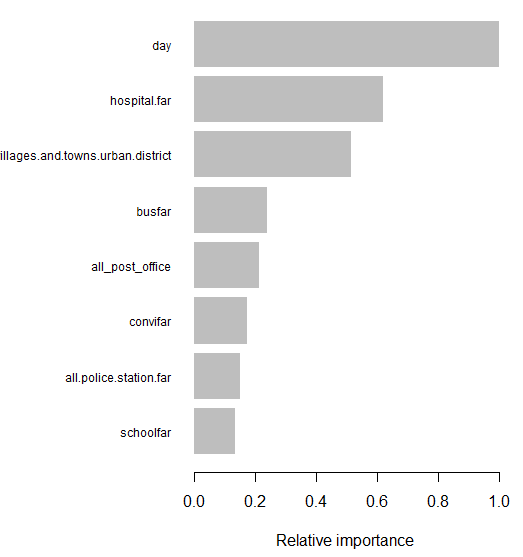 day
hospital.far
illages.and.towns.urban.district
busfar
all_post_office
convifar
all.police.station.far
schoolfar
0.0 0.2 0.4 0.6 0.8 1.0
Relative importance